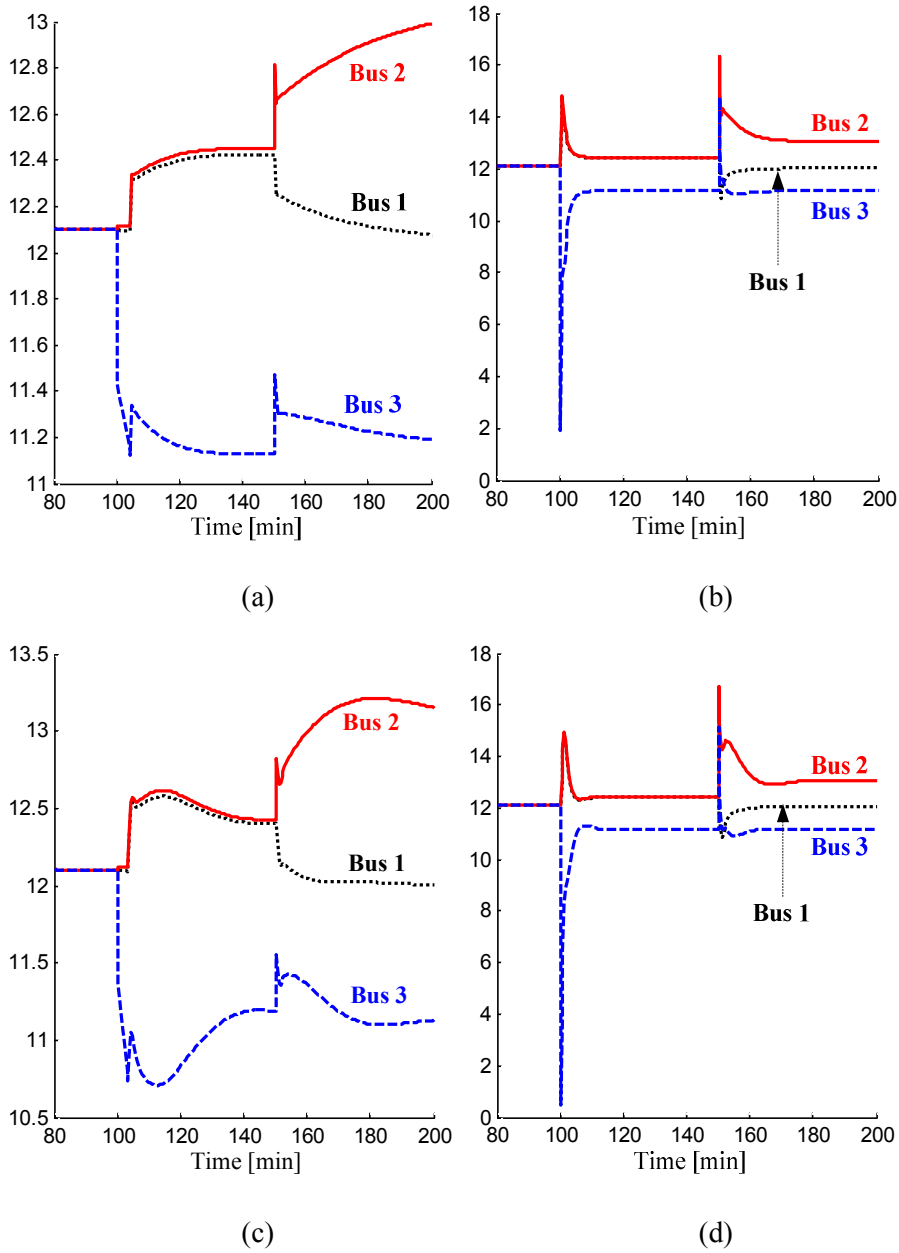 13
12.8
12.6
12.4
12.2
12
11.8
11.6
11.4
11.2
11
80 100 120 140 160 180 200
Time [min]
Bus 2
Bus 1
Bus 3
(a)
18
16
14
12
10
8
6
4
2
0
80 100 120 140 160 180 200
Time [min]
Bus 2
Bus 3
Bus 1
(b)
13.5
13
12.5
12
11.5
11
10.5
80 100 120 140 160 180 200
Time [min]
Bus 2
Bus 1
Bus 3
(c)
18
16
14
12
10
8
6
4
2
0
80 100 120 140 160 180 200
Time [min]
Bus 2
Bus 3
Bus 1
(d)